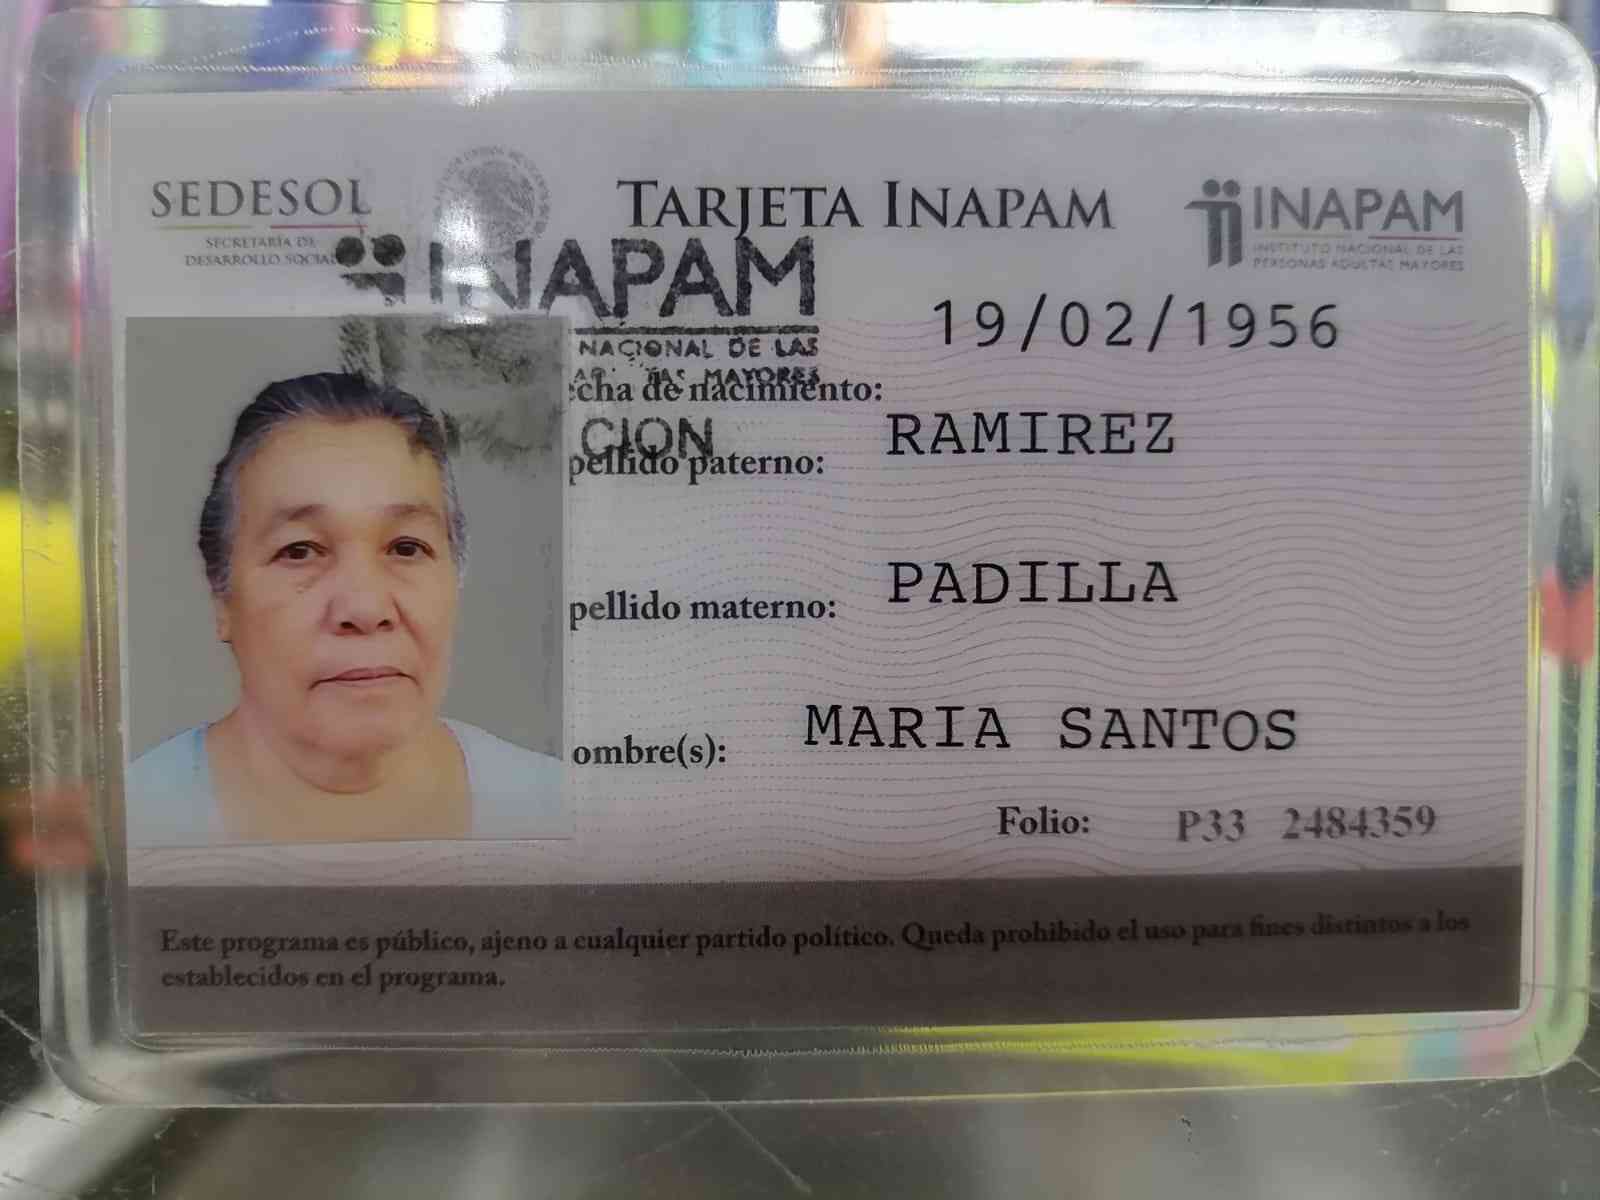 SEDESOL
SECRETARÍA DE
DESARROLLO SOCIAL
TARJETA INAPAM
INAPAM
INSTITUTO NACIONAL DE LAS
PERSONAS ADULTAS MAYORES
INAPAM
NACIONAL DE LAS
MAYORES
CION
19/02/1956
echa de nacimiento:
pellido paterno: RAMIREZ
pellido materno: PADILLA
ombre(s): MARIA SANTOS
Folio: P33 2484359
Este programa es público, ajeno a cualquier partido político. Queda prohibido el uso para fines distintos a los
establecidos en el programa.